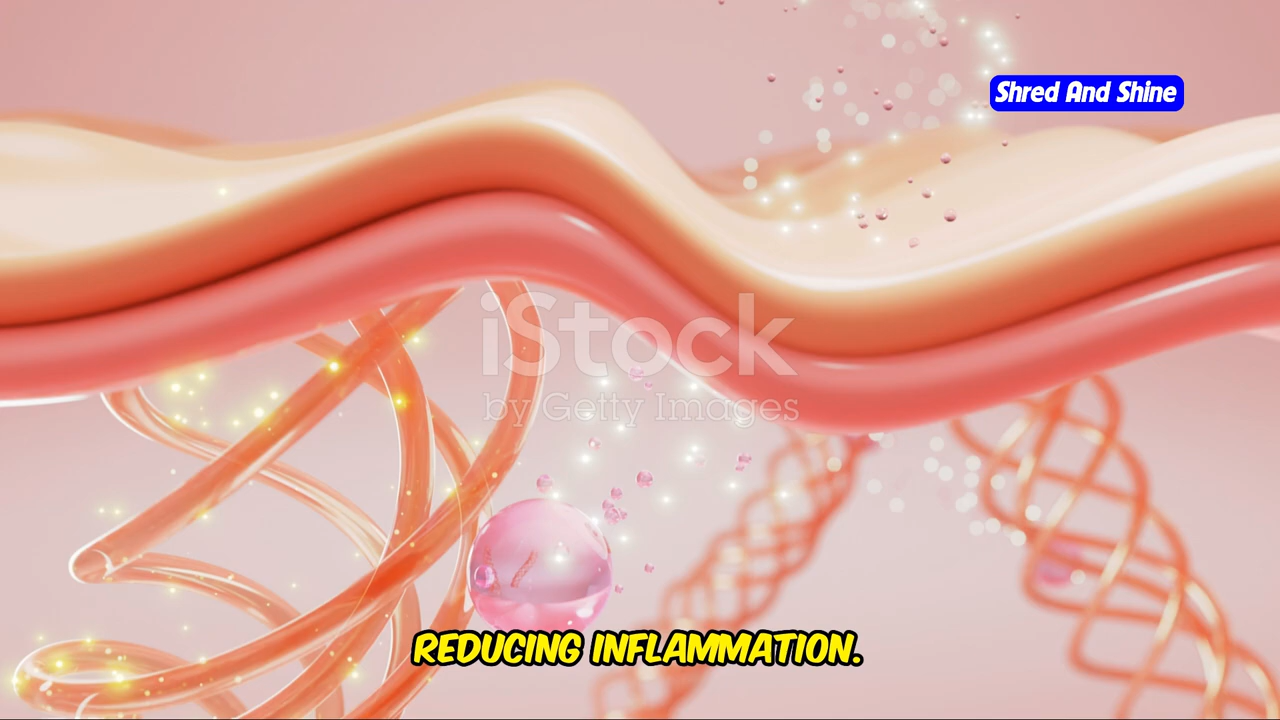 Shred And Shine
iStock
by Getty Images
REDUCING INFLAMMATION.